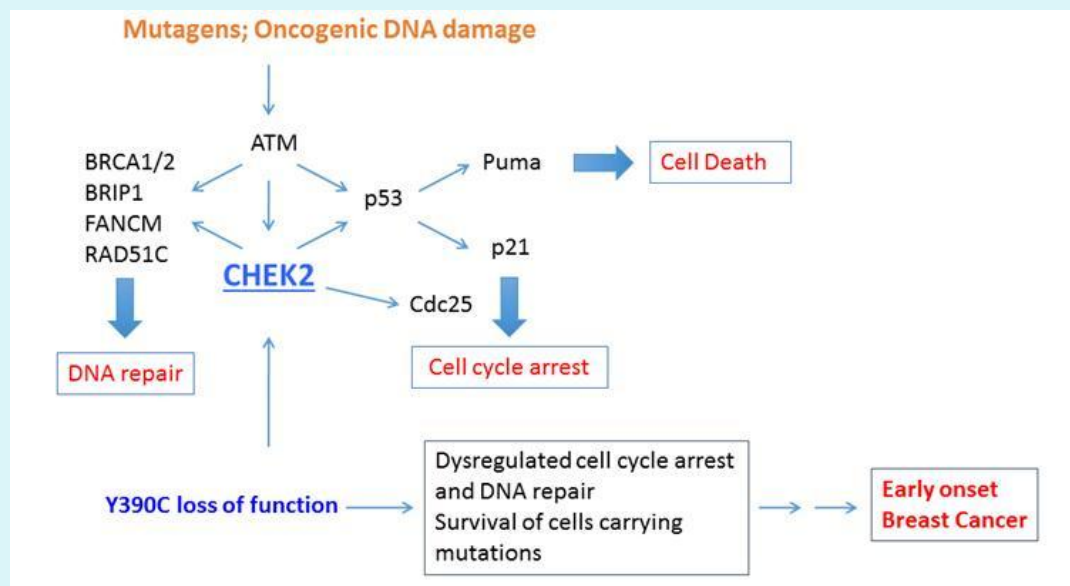 Mutagens; Oncogenic DNA damage
ATM
BRCA1/2
BRIP1
FANCM
RAD51C
p53
Puma
Cell Death
p21
CHEK2
Cdc25
DNA repair
Cell cycle arrest
Y390C loss of function
Dysregulated cell cycle arrest
and DNA repair
Survival of cells carrying
mutations
Early onset
Breast Cancer